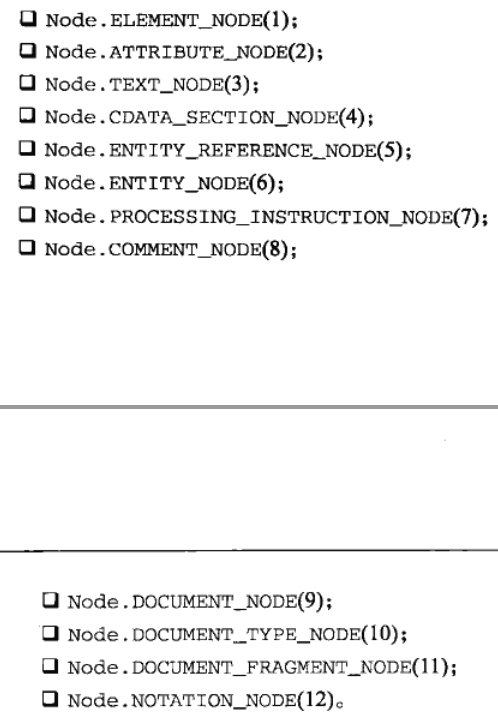 ❑ Node.ELEMENT_NODE(1);
❑ Node.ATTRIBUTE_NODE(2);
❑ Node.TEXT_NODE(3);
❑ Node.CDATA_SECTION_NODE(4);
❑ Node.ENTITY_REFERENCE_NODE(5);
❑ Node.ENTITY_NODE(6);
❑ Node.PROCESSING_INSTRUCTION_NODE(7);
❑ Node.COMMENT_NODE(8);
❑ Node.DOCUMENT_NODE(9);
❑ Node.DOCUMENT_TYPE_NODE(10);
❑ Node.DOCUMENT_FRAGMENT_NODE(11);
❑ Node.NOTATION_NODE(12)。